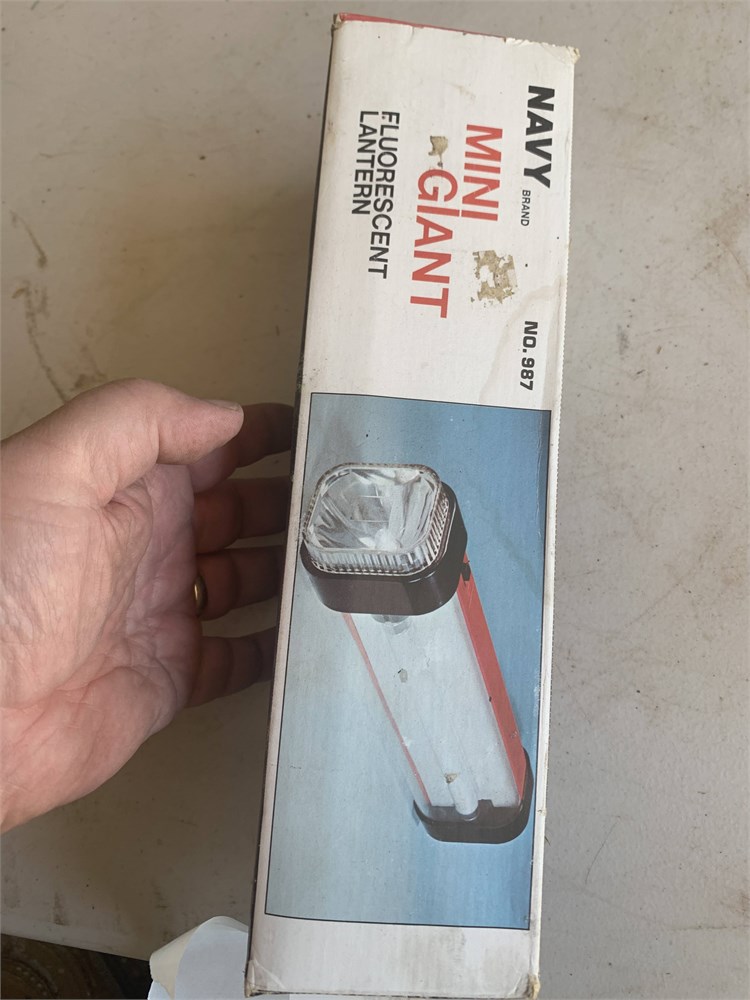 NAVY BRAND NO. 987
MINI
GIANT
FLUORESCENT
LANTERN